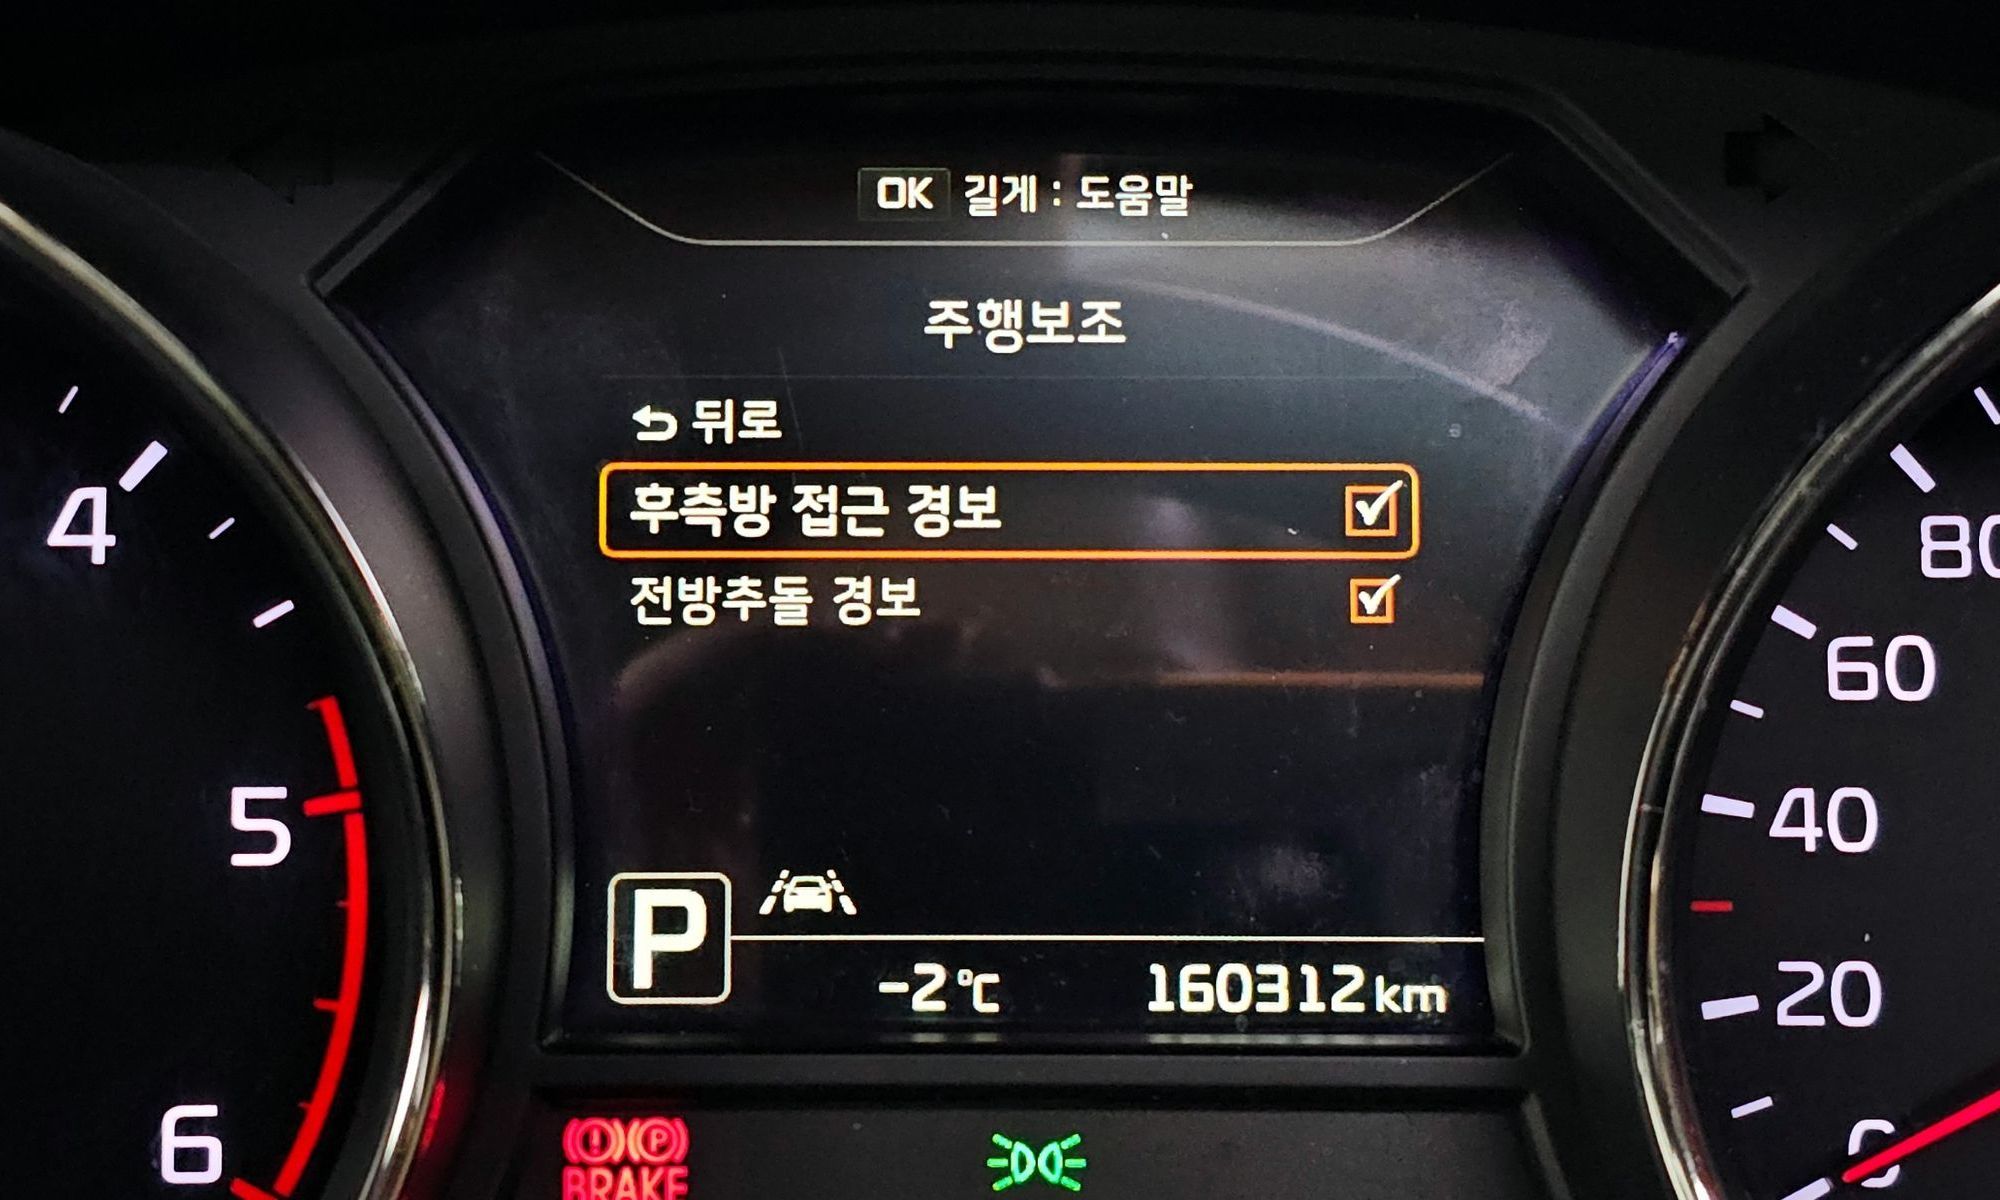 OK 길게 : 도움말
주행보조
뒤로
후측방 접근 경보
전방추돌 경보
4
5
6
80
60
40
20
0
P
-2℃ 160312km
(!) (P)
BRAKE